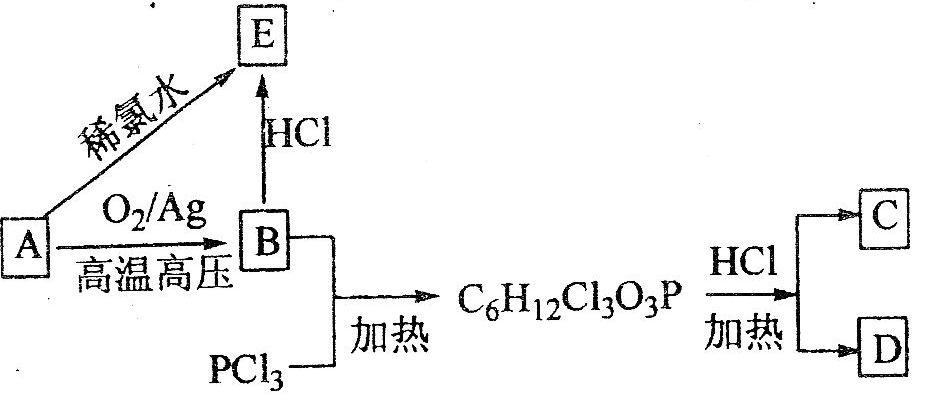 E
稀氯水
HCl
A
O₂/Ag
高温高压
B
PCl₃
加热
C₆H₁₂Cl₃O₃P
HCl
加热
C
D